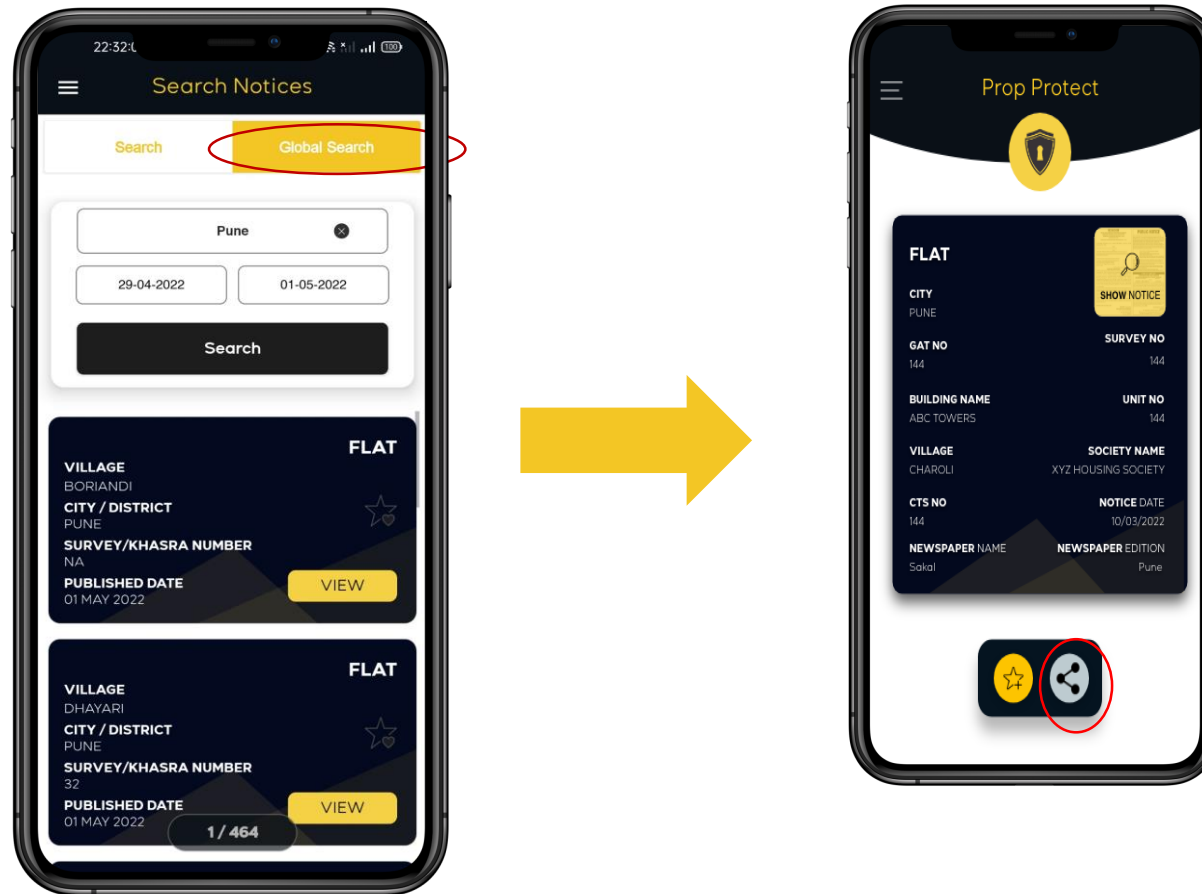 22:32:0
100
Search Notices
Search Global Search
Pune
29-04-2022 01-05-2022
Search
FLAT
VILLAGE
BORIANDI
CITY / DISTRICT
PUNE
SURVEY/KHASRA NUMBER
NA
PUBLISHED DATE
01 MAY 2022
VIEW
FLAT
VILLAGE
DHAYARI
CITY / DISTRICT
PUNE
SURVEY/KHASRA NUMBER
32
PUBLISHED DATE
01 MAY 2022
VIEW
1 / 464
Prop Protect
FLAT
SHOW NOTICE
CITY
PUNE
GAT NO SURVEY NO
144 144
BUILDING NAME UNIT NO
ABC TOWERS 144
VILLAGE SOCIETY NAME
CHAROLI XYZ HOUSING SOCIETY
CTS NO NOTICE DATE
144 10/03/2022
NEWSPAPER NAME NEWSPAPER EDITION
Sakal Pune